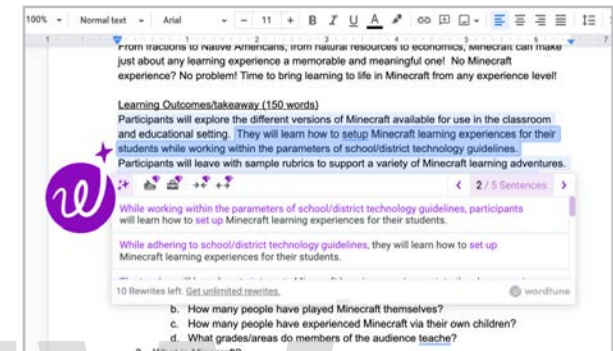 100% Normal text Arial - 11 + B I U A
1 2 3 4 5 6 7
From fractions to Native Americans, from natural resources to economics, Minecraft can make
just about any learning experience a memorable and meaningful one! No Minecraft
experience? No problem! Time to bring learning to life in Minecraft from any experience level!
Learning Outcomes/takeaway (150 words)
Participants will explore the different versions of Minecraft available for use in the classroom
and educational setting. They will learn how to setup Minecraft learning experiences for their
students while working within the parameters of school/district technology guidelines.
Participants will leave with sample rubrics to support a variety of Minecraft learning adventures.
w
< 2 / 5 Sentences >
While working within the parameters of school/district technology guidelines, participants
will learn how to set up Minecraft learning experiences for their students.
While adhering to school/district technology guidelines, they will learn how to set up
Minecraft learning experiences for their students.
10 Rewrites left. Get unlimited rewrites. wordtune
b. How many people have played Minecraft themselves?
c. How many people have experienced Minecraft via their own children?
d. What grades/areas do members of the audience teache?